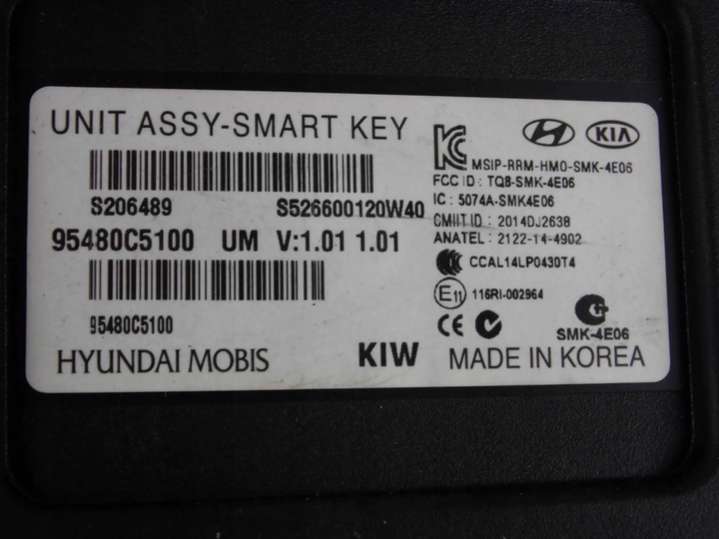 UNIT ASSY-SMART KEY
KIA
MSIP-RRM-HMO-SMK-4E06
FCC ID : TQ8-SMK-4E06
IC : 5074A-SMK4E06
CMIIT ID : 2014DJ2638
ANATEL : 2122-14-4902
CCAL14LP0430T4
E11 116RI-002964
CE
SMK-4E06
S206489 S526600120W40
95480C5100 UM V:1.01 1.01
95480C5100
HYUNDAI MOBIS KIW MADE IN KOREA